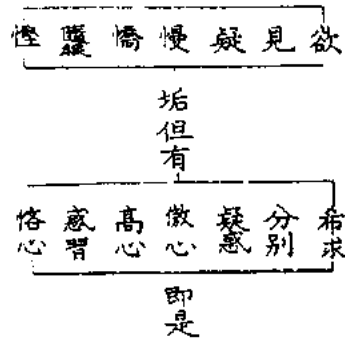 欲
見
疑
慢
憍
慳
垢但有
希求
分別
疑惑
傲心
高心
惑習
悋心
即是